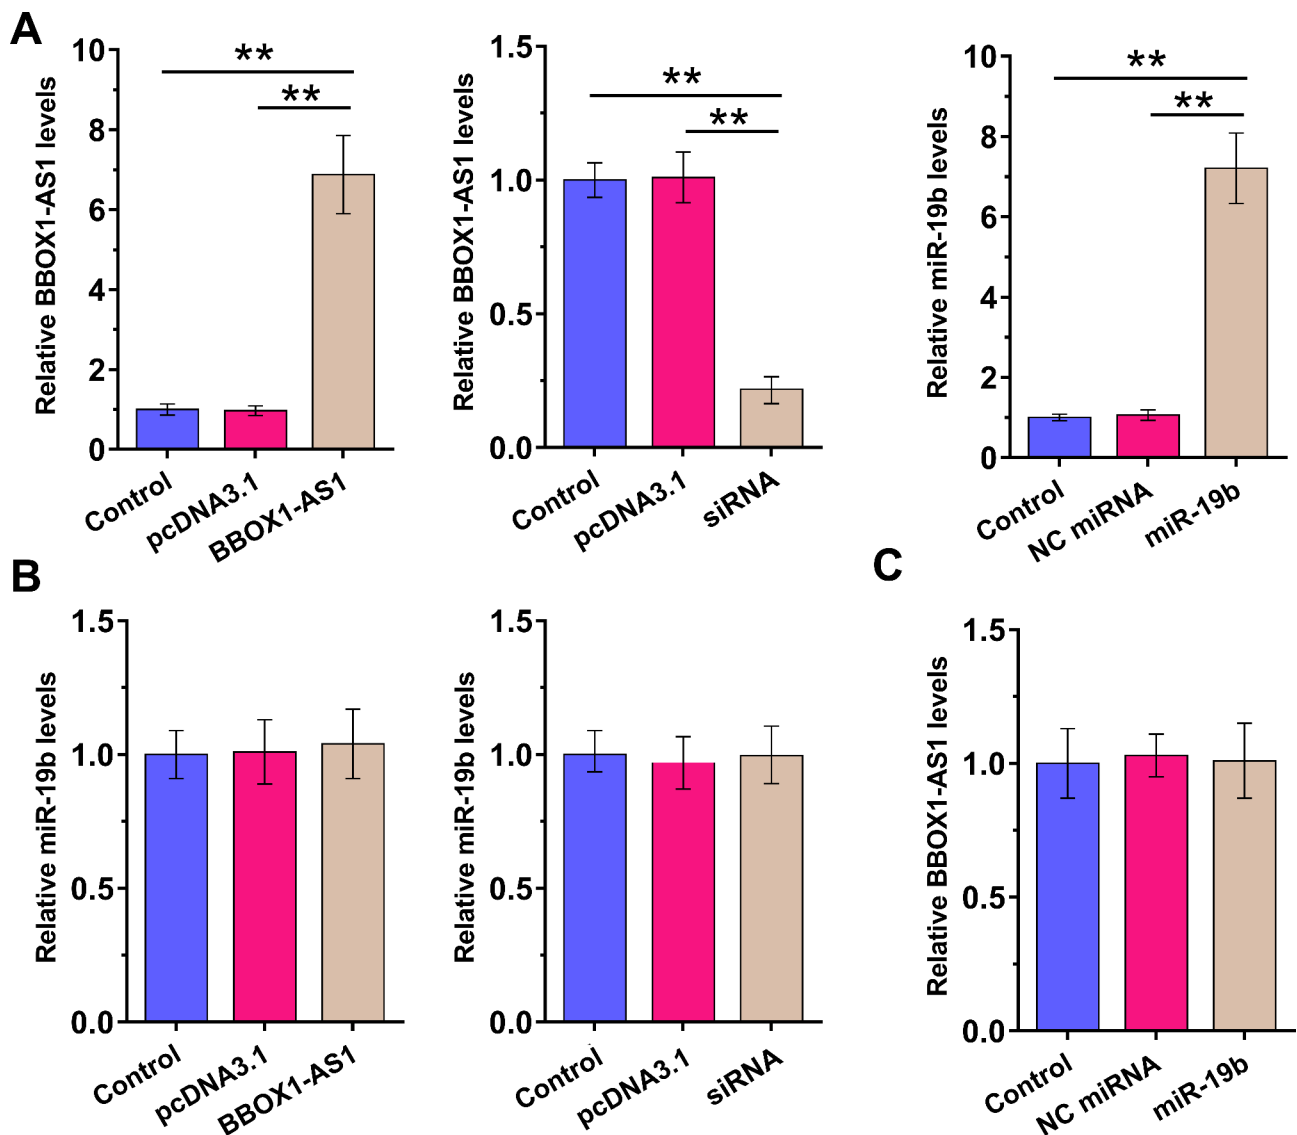 A
Relative BBOX1-AS1 levels
10
8
6
4
2
0
**
**
Control
pcDNA3.1
BBOX1-AS1
Relative BBOX1-AS1 levels
1.5
1.0
0.5
0.0
**
**
Control
pcDNA3.1
siRNA
Relative miR-19b levels
10
8
6
4
2
0
**
**
Control
NC miRNA
miR-19b
B
Relative miR-19b levels
1.5
1.0
0.5
0.0
Control
pcDNA3.1
BBOX1-AS1
Relative miR-19b levels
1.5
1.0
0.5
0.0
Control
pcDNA3.1
siRNA
C
Relative BBOX1-AS1 levels
1.5
1.0
0.5
0.0
Control
NC miRNA
miR-19b